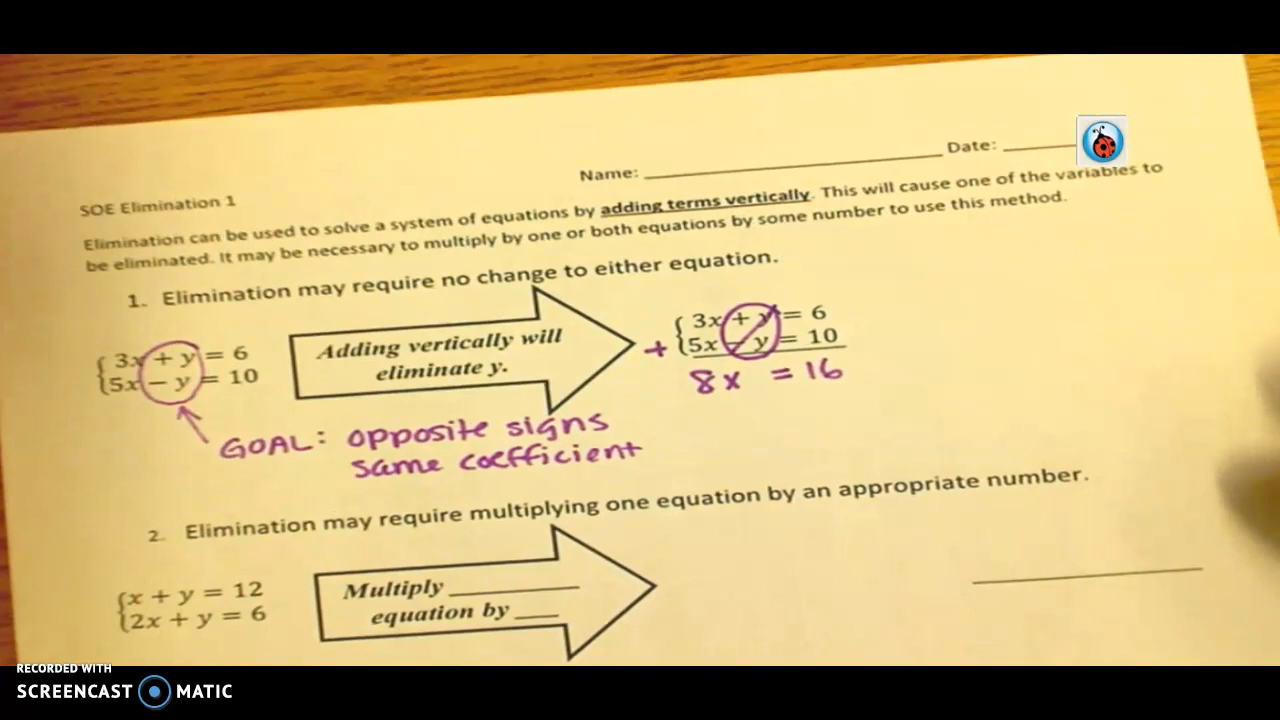 Name: ____________ Date: ______
SOE Elimination 1
Elimination can be used to solve a system of equations by adding terms vertically. This will cause one of the variables to
be eliminated. It may be necessary to multiply by one or both equations by some number to use this method.
1. Elimination may require no change to either equation.
3x + y = 6
5x − y = 10
Adding vertically will
eliminate y.
+
3x + y = 6
5x − y = 10
8x = 16
GOAL: opposite signs
same coefficient
2. Elimination may require multiplying one equation by an appropriate number.
x + y = 12
2x + y = 6
Multiply ________
equation by ___
RECORDED WITH
SCREENCAST MATIC